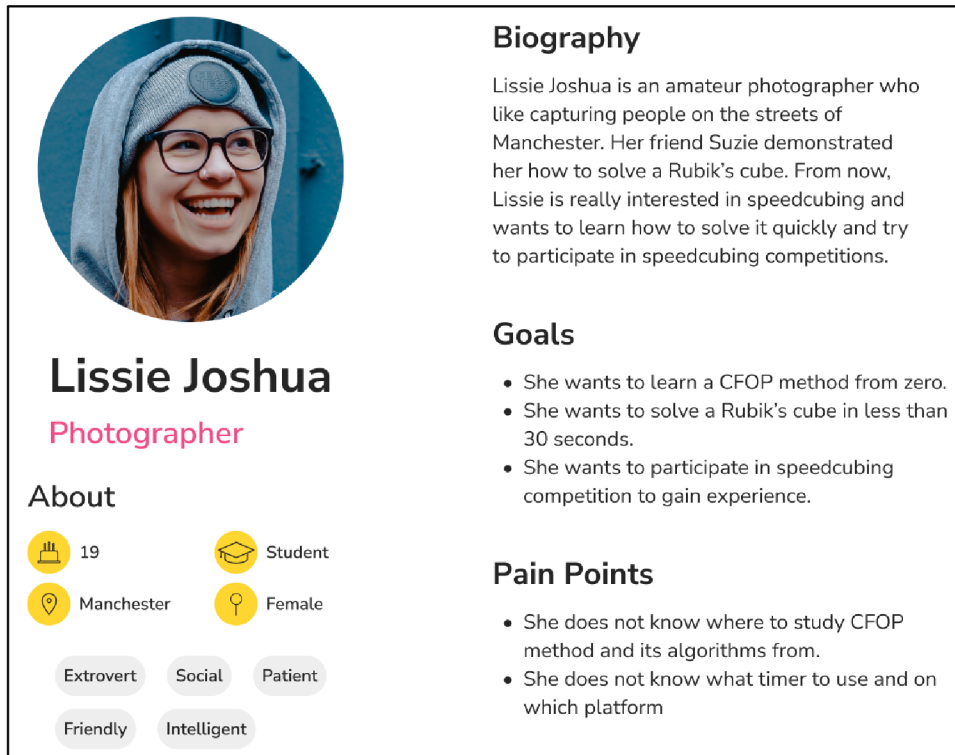 Lissie Joshua
Photographer
About
19
Student
Manchester
Female
Extrovert
Social
Patient
Friendly
Intelligent
Biography
Lissie Joshua is an amateur photographer who
like capturing people on the streets of
Manchester. Her friend Suzie demonstrated
her how to solve a Rubik’s cube. From now,
Lissie is really interested in speedcubing and
wants to learn how to solve it quickly and try
to participate in speedcubing competitions.
Goals
• She wants to learn a CFOP method from zero.
• She wants to solve a Rubik’s cube in less than
30 seconds.
• She wants to participate in speedcubing
competition to gain experience.
Pain Points
• She does not know where to study CFOP
method and its algorithms from.
• She does not know what timer to use and on
which platform